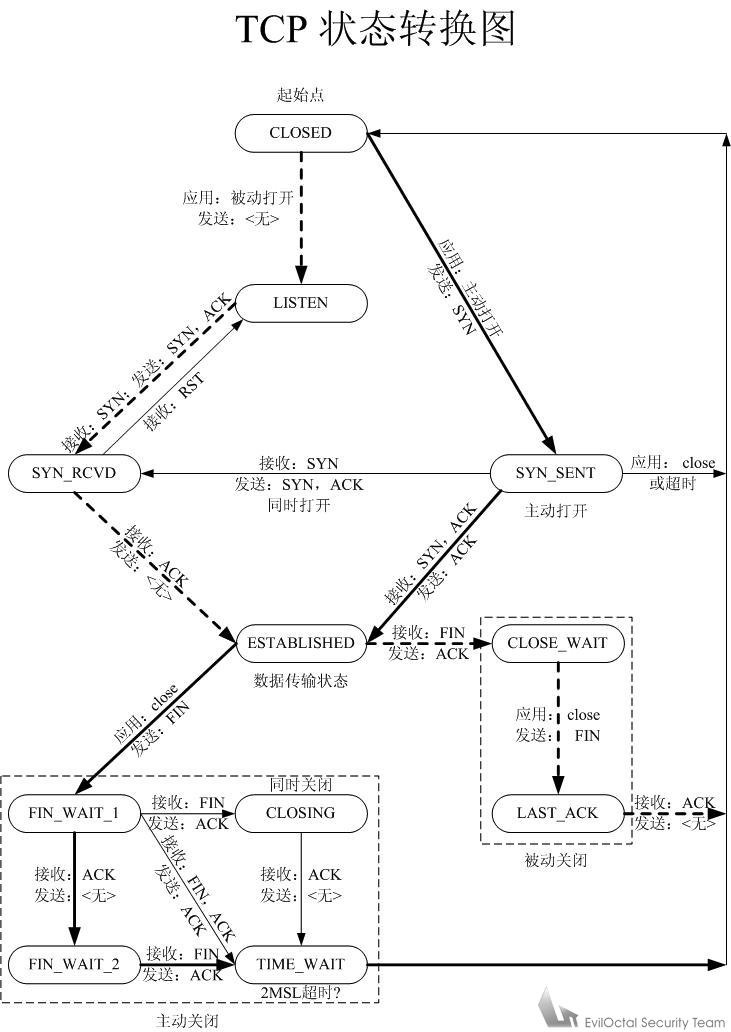 TCP 状态转换图
起始点
CLOSED
应用：被动打开
发送：<无>
应用：主动打开
发送：SYN
LISTEN
接收：SYN；发送：SYN，ACK
接收：RST
SYN_RCVD
接收：SYN
发送：SYN，ACK
同时打开
SYN_SENT
主动打开
应用： close
或超时
接收：ACK
发送：<无>
接收：SYN，ACK
发送：ACK
ESTABLISHED
数据传输状态
接收：FIN
发送：ACK
CLOSE_WAIT
应用：close
发送：FIN
应用： close
发送： FIN
同时关闭
FIN_WAIT_1
接收：FIN
发送：ACK
CLOSING
LAST_ACK
接收：ACK
发送：<无>
被动关闭
接收：ACK
发送：<无>
接收：FIN，ACK
发送：ACK
接收：ACK
发送：<无>
FIN_WAIT_2
接收：FIN
发送：ACK
TIME_WAIT
2MSL超时?
主动关闭
EvilOctal Security Team